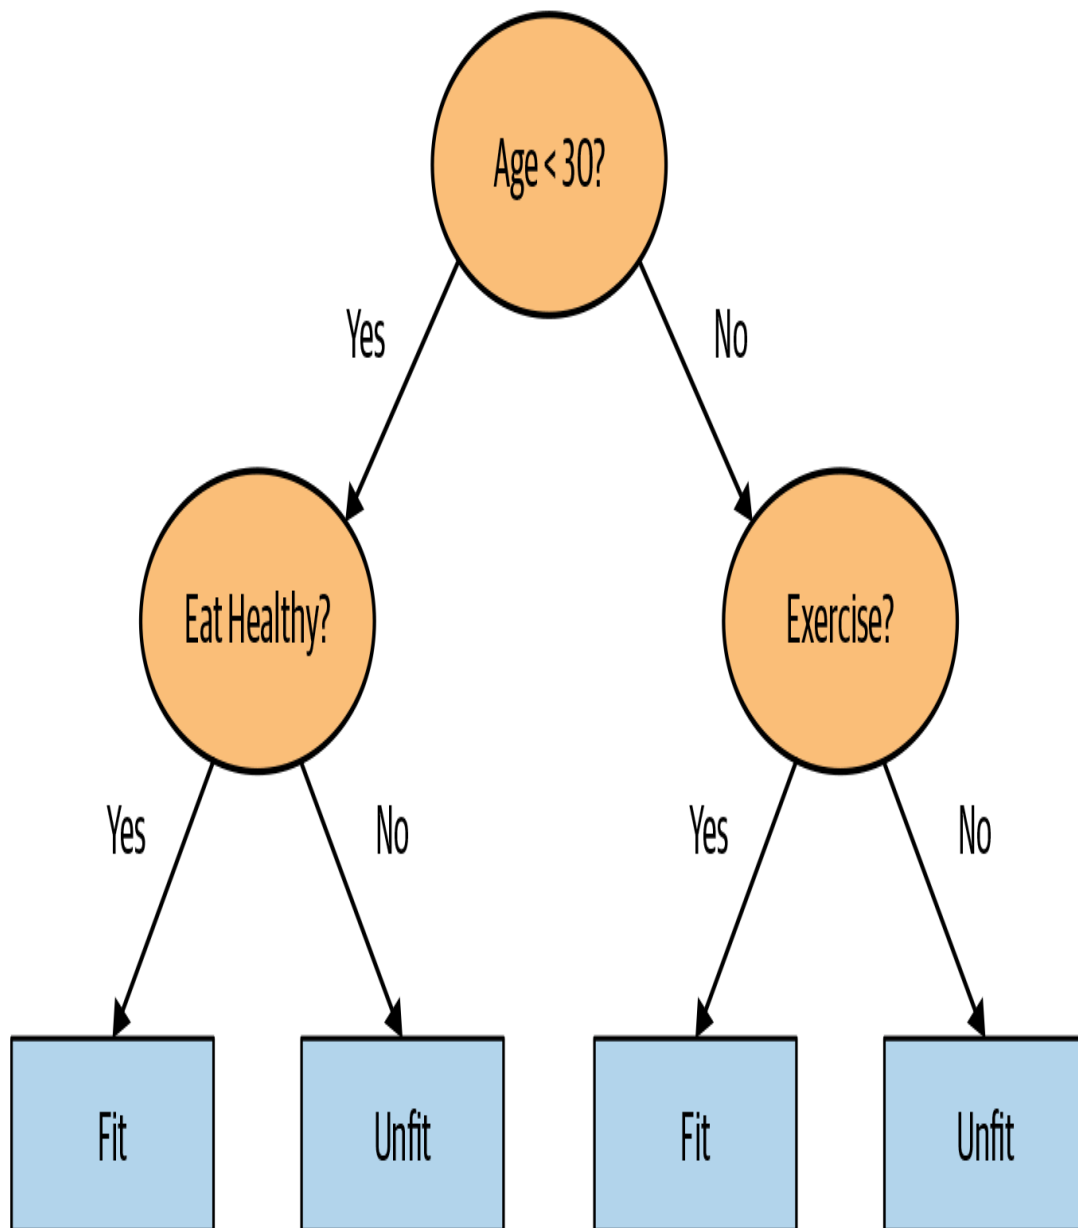 Age < 30?
Yes
No
Eat Healthy?
Exercise?
Yes
No
Yes
No
Fit
Unfit
Fit
Unfit